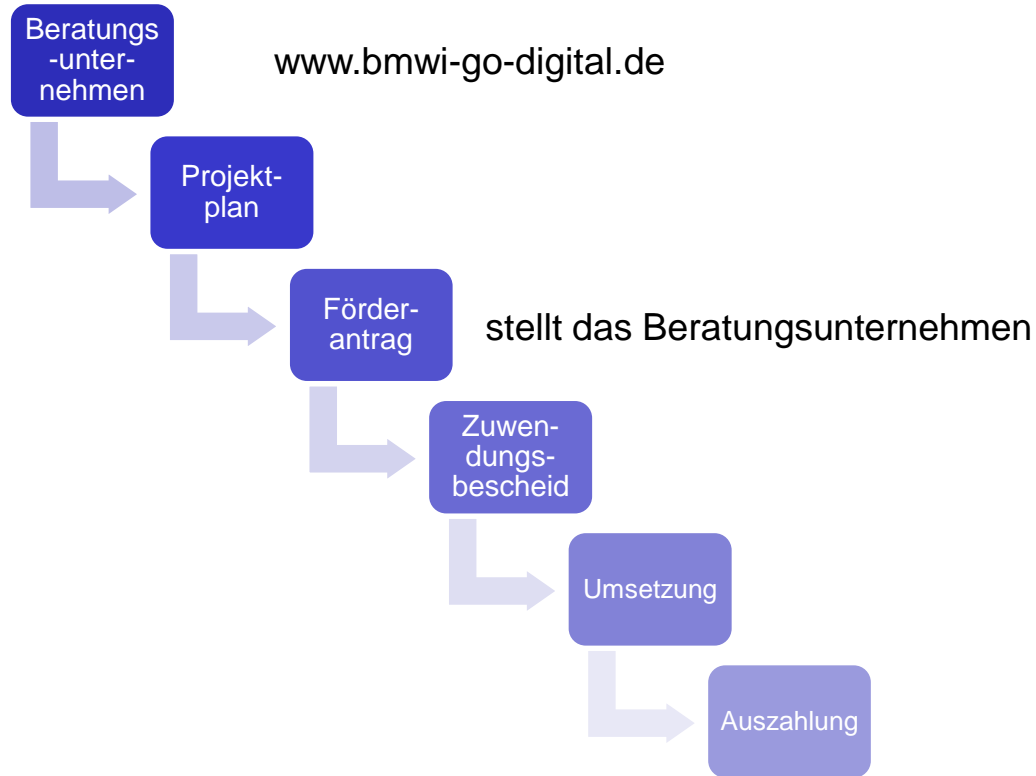 Beratungs
-unter-
nehmen
www.bmwi-go-digital.de
Projekt-
plan
Förder-
antrag
stellt das Beratungsunternehmen
Zuwen-
dungs-
bescheid
Umsetzung
Auszahlung